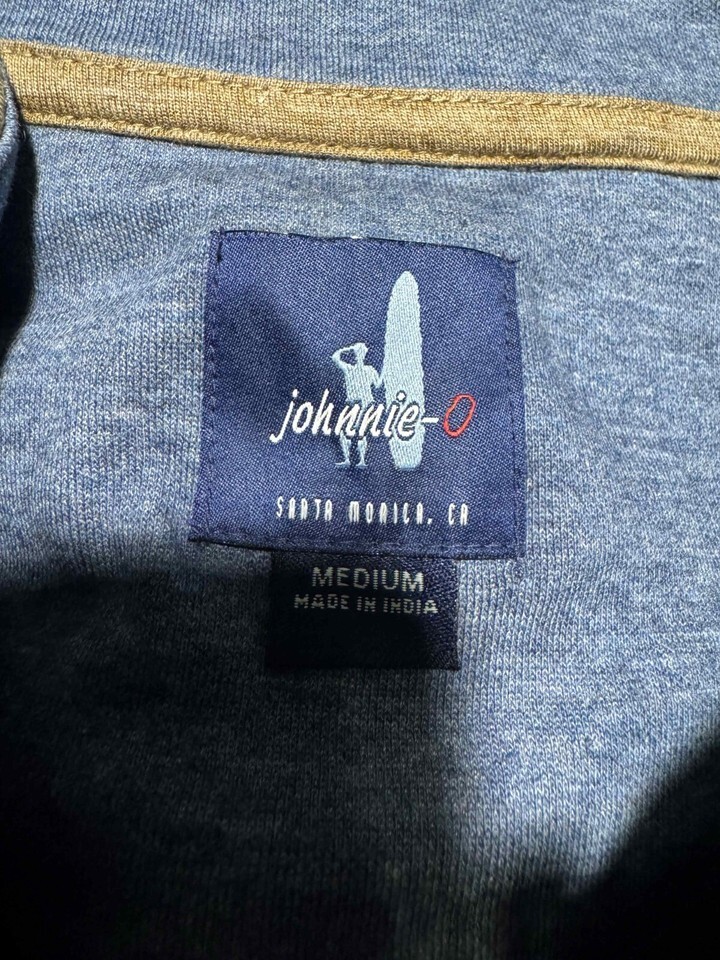 johnnie-O
SANTA MONICA, CA
MEDIUM
MADE IN INDIA